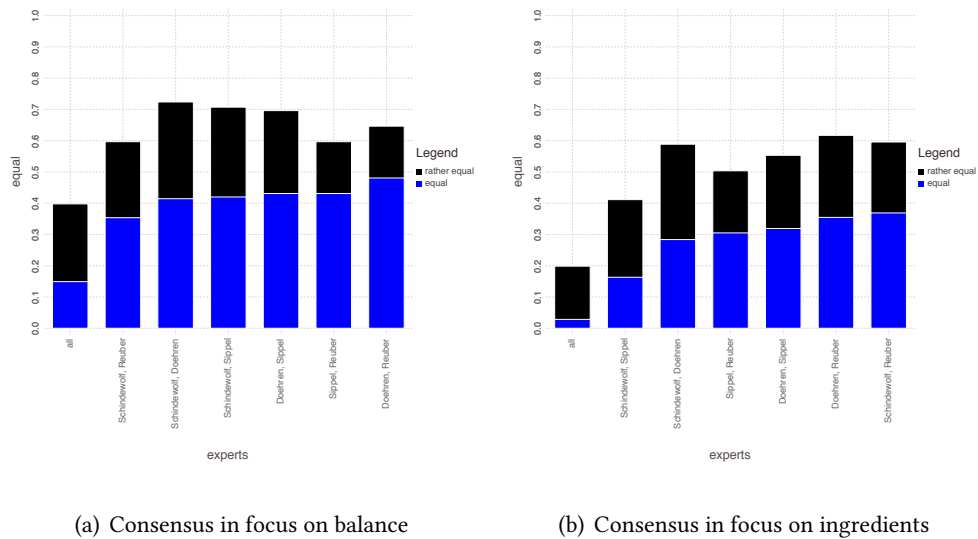 1.0
0.9
0.8
0.7
0.6
0.5
0.4
0.3
0.2
0.1
0.0
equal
all
Schindewolf, Reuber
Schindewolf, Doehren
Schindewolf, Sippel
Doehren, Sippel
Sippel, Reuber
Doehren, Reuber
experts
Legend
rather equal
equal
(a) Consensus in focus on balance
1.0
0.9
0.8
0.7
0.6
0.5
0.4
0.3
0.2
0.1
0.0
equal
all
Schindewolf, Sippel
Schindewolf, Doehren
Sippel, Reuber
Doehren, Sippel
Doehren, Reuber
Schindewolf, Reuber
experts
Legend
rather equal
equal
(b) Consensus in focus on ingredients